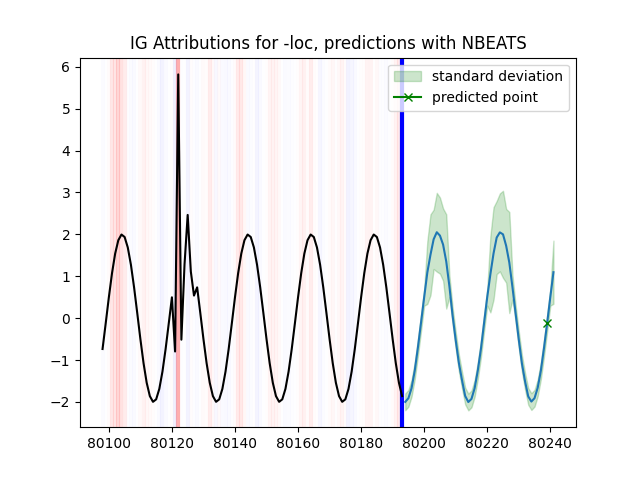 IG Attributions for -loc, predictions with NBEATS
standard deviation
predicted point
6
5
4
3
2
1
0
−1
−2
80100 80120 80140 80160 80180 80200 80220 80240